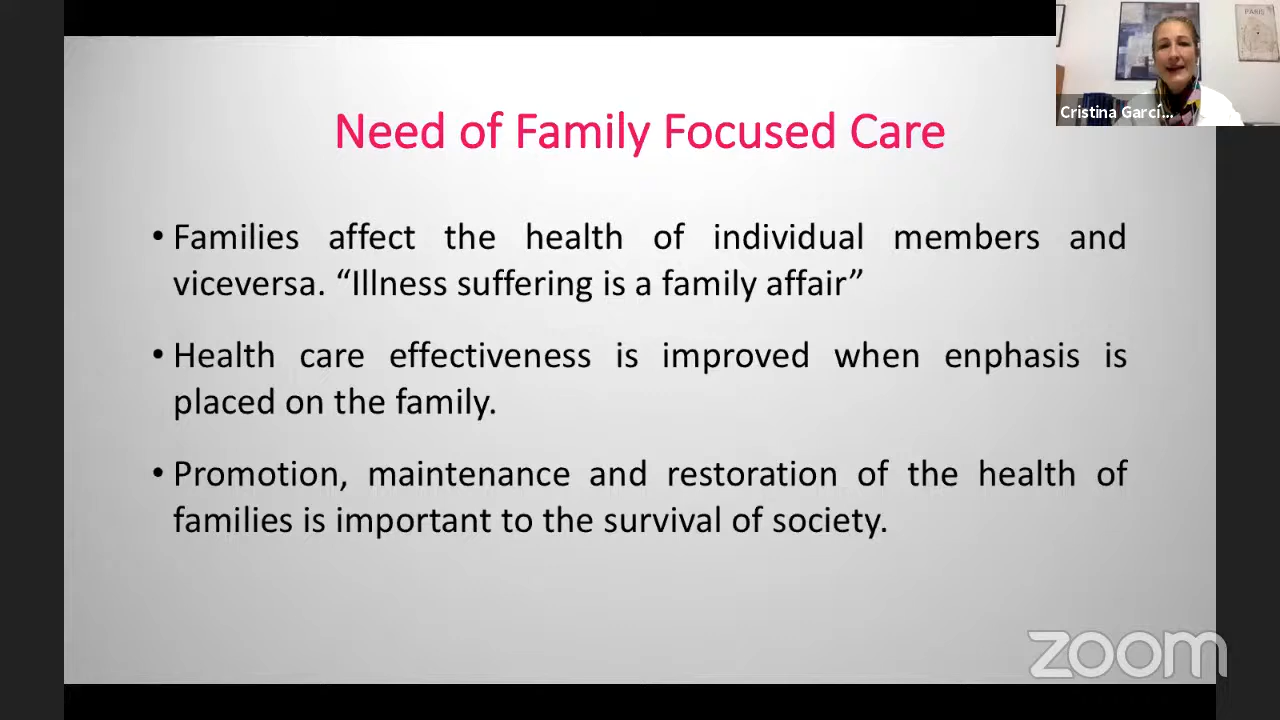 PARIS
Cristina Garcí...
Need of Family Focused Care
• Families affect the health of individual members and
viceversa. “Illness suffering is a family affair”
• Health care effectiveness is improved when enphasis is
placed on the family.
• Promotion, maintenance and restoration of the health of
families is important to the survival of society.
zoom